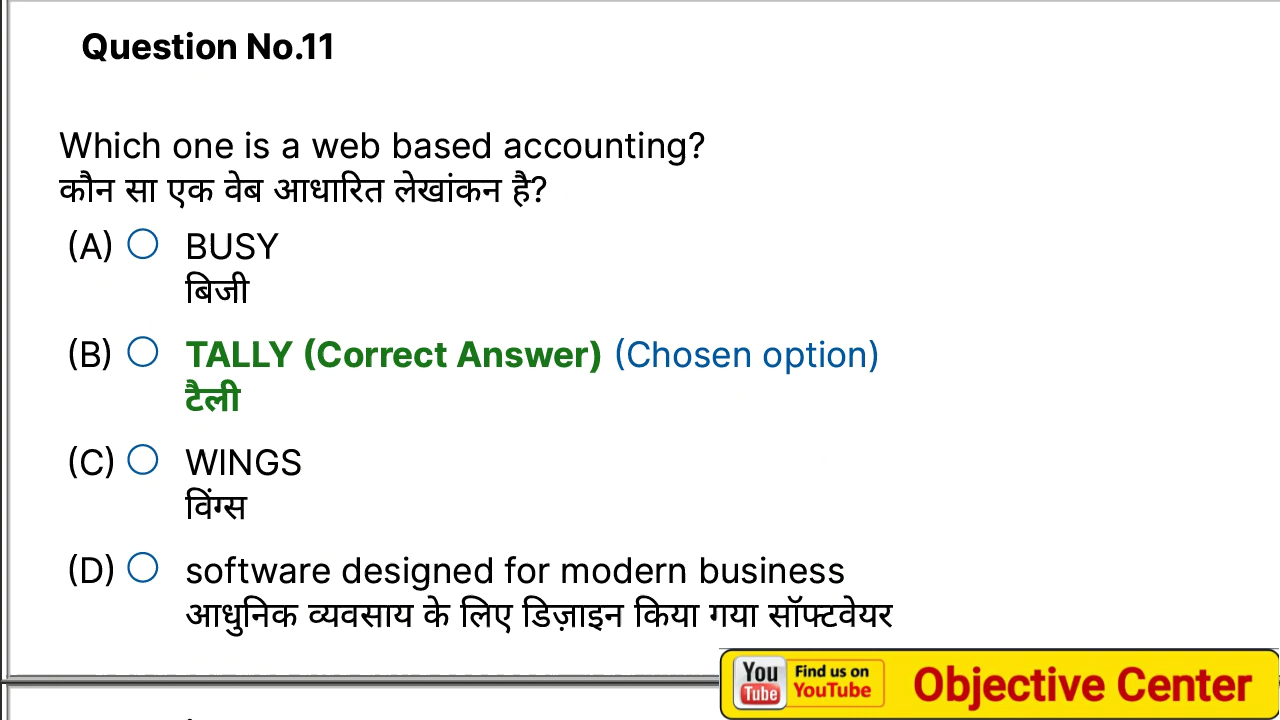 Question No.11
Which one is a web based accounting?
कौन सा एक वेब आधारित लेखांकन है?
(A) BUSY
बिजी
(B) TALLY (Correct Answer) (Chosen option)
टैली
(C) WINGS
विंग्स
(D) software designed for modern business
आधुनिक व्यवसाय के लिए डिज़ाइन किया गया सॉफ्टवेयर
You Tube
Find us on
YouTube
Objective Center